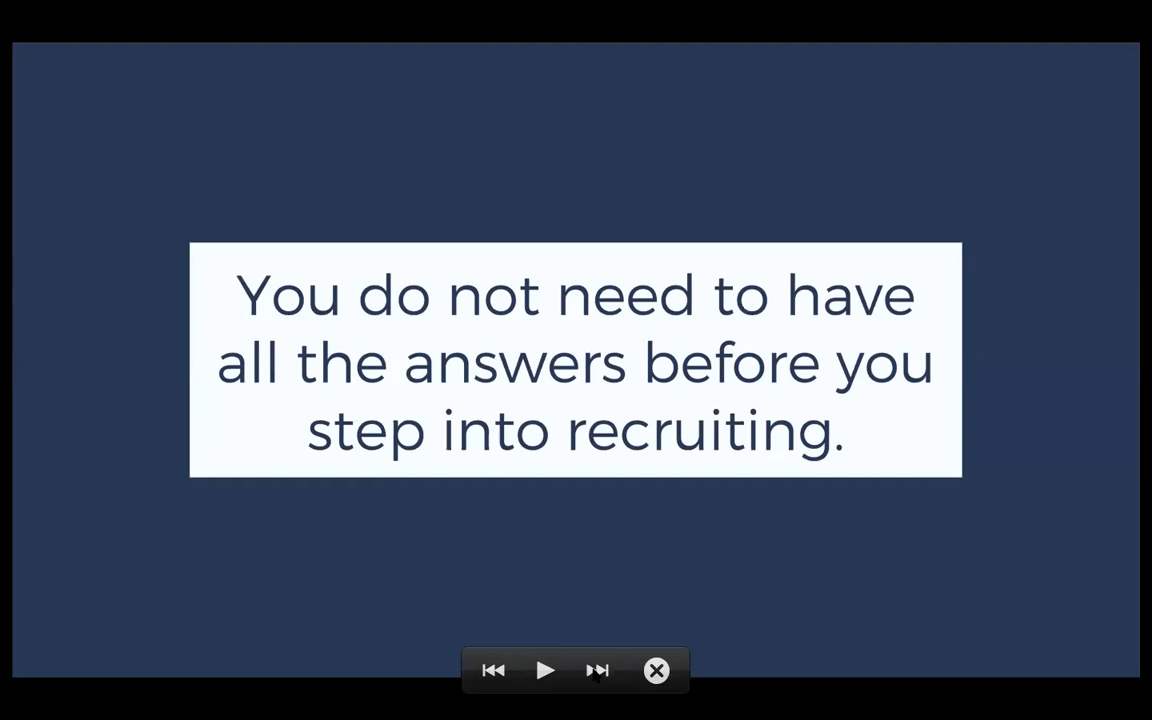 You do not need to have
all the answers before you
step into recruiting.